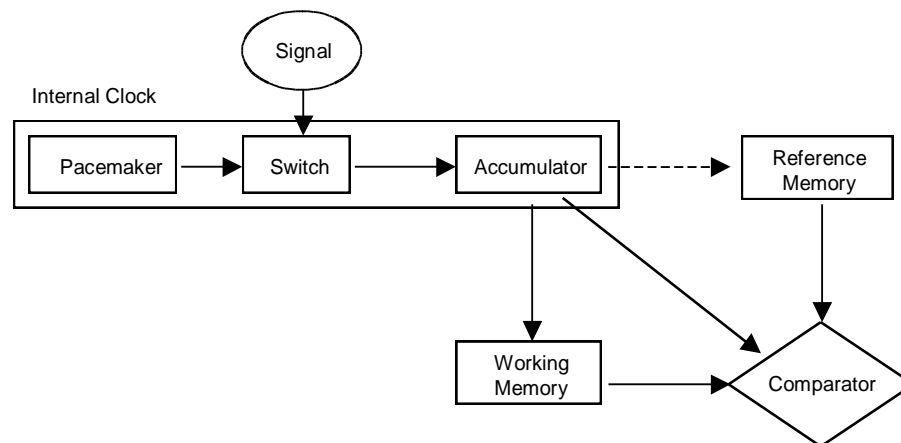 Signal
Internal Clock
Pacemaker
Switch
Accumulator
Reference
Memory
Working
Memory
Comparator